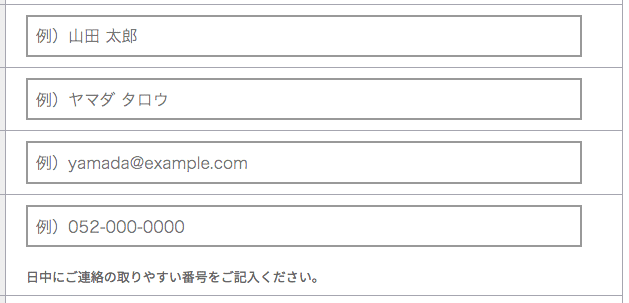 例）山田 太郎
例）ヤマダ タロウ
例）yamada@example.com
例）052-000-0000
日中にご連絡の取りやすい番号をご記入ください。